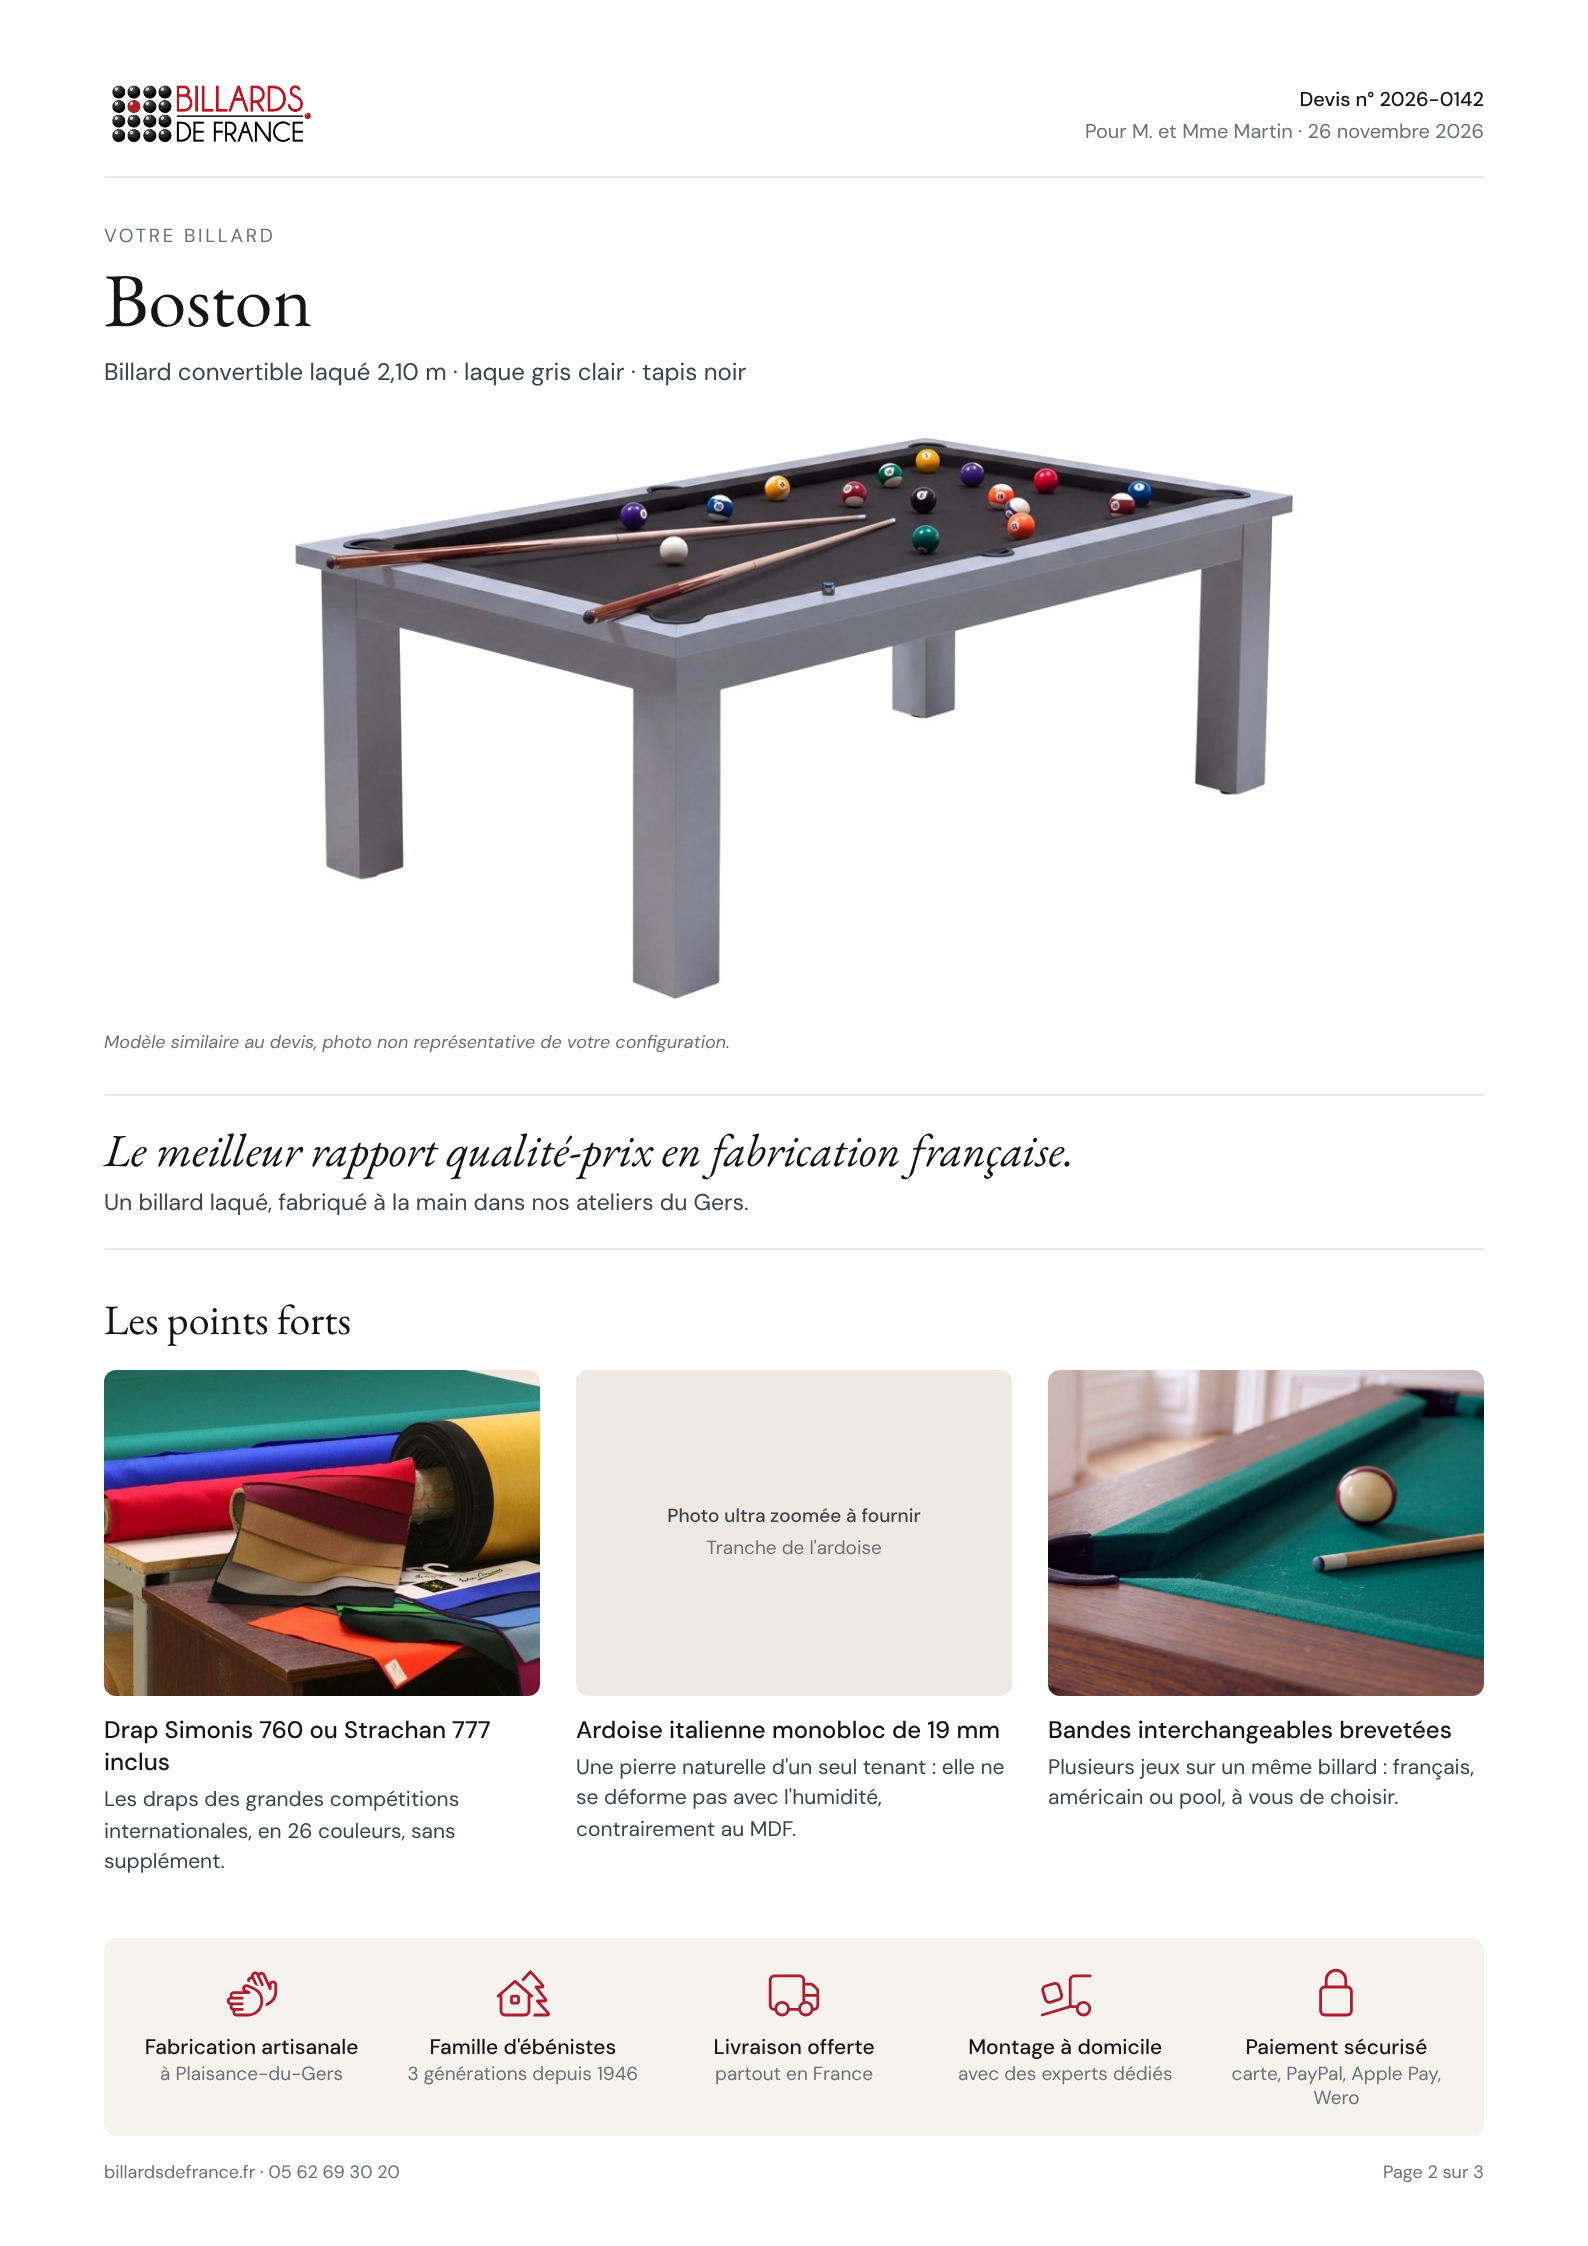 BILLARDS
DE FRANCE
Devis n° 2026-0142
Pour M. et Mme Martin · 26 novembre 2026
VOTRE BILLARD
Boston
Billard convertible laqué 2,10 m · laque gris clair · tapis noir
Modèle similaire au devis, photo non représentative de votre configuration.
Le meilleur rapport qualité-prix en fabrication française.
Un billard laqué, fabriqué à la main dans nos ateliers du Gers.
Les points forts
Photo ultra zoomée à fournir
Tranche de l'ardoise
Drap Simonis 760 ou Strachan 777
inclus
Les draps des grandes compétitions
internationales, en 26 couleurs, sans
supplément.
Ardoise italienne monobloc de 19 mm
Une pierre naturelle d'un seul tenant : elle ne
se déforme pas avec l'humidité,
contrairement au MDF.
Bandes interchangeables brevetées
Plusieurs jeux sur un même billard : français,
américain ou pool, à vous de choisir.
Fabrication artisanale
à Plaisance-du-Gers
Famille d'ébénistes
3 générations depuis 1946
Livraison offerte
partout en France
Montage à domicile
avec des experts dédiés
Paiement sécurisé
carte, PayPal, Apple Pay,
Wero
billardsdefrance.fr · 05 62 69 30 20
Page 2 sur 3